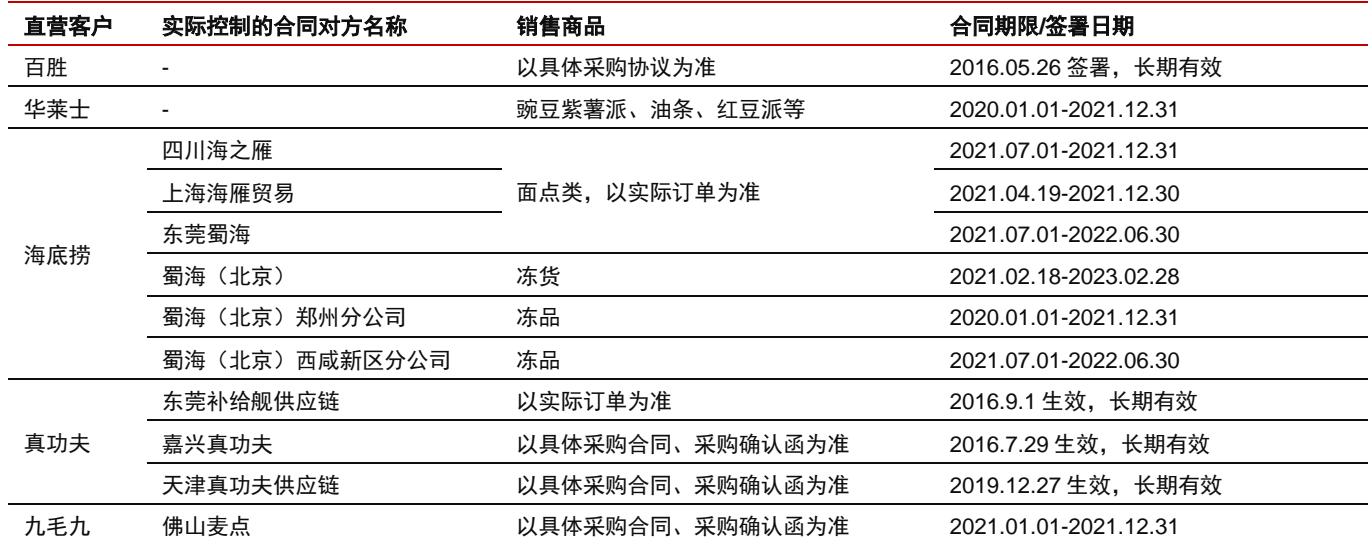 直营客户 实际控制的合同对方名称 销售商品 合同期限/签署日期
百胜 - 以具体采购协议为准 2016.05.26 签署，长期有效
华莱士 - 豌豆紫薯派、油条、红豆派等 2020.01.01-2021.12.31
海底捞 四川海之雁 面点类，以实际订单为准 2021.07.01-2021.12.31
上海海雁贸易 2021.04.19-2021.12.30
东莞蜀海 2021.07.01-2022.06.30
蜀海（北京） 冻货 2021.02.18-2023.02.28
蜀海（北京）郑州分公司 冻品 2020.01.01-2021.12.31
蜀海（北京）西咸新区分公司 冻品 2021.07.01-2022.06.30
真功夫 东莞补给舰供应链 以实际订单为准 2016.9.1 生效，长期有效
嘉兴真功夫 以具体采购合同、采购确认函为准 2016.7.29 生效，长期有效
天津真功夫供应链 以具体采购合同、采购确认函为准 2019.12.27 生效，长期有效
九毛九 佛山麦点 以具体采购合同、采购确认函为准 2021.01.01-2021.12.31